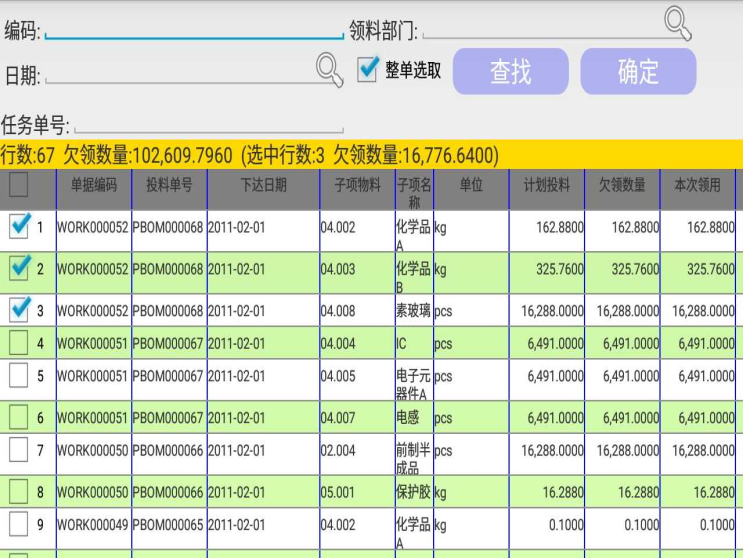 编码: 领料部门:
日期: 整单选取 查找 确定
任务单号:
行数:67 欠领数量:102,609.7960 (选中行数:3 欠领数量:16,776.6400)
单据编码 投料单号 下达日期 子项物料 子项名称 单位 计划投料 欠领数量 本次领用
1 WORK000052 PBOM000068 2011-02-01 04.002 化学品A kg 162.8800 162.8800 162.8800
2 WORK000052 PBOM000068 2011-02-01 04.003 化学品B kg 325.7600 325.7600 325.7600
3 WORK000052 PBOM000068 2011-02-01 04.008 素玻璃 pcs 16,288.0000 16,288.0000 16,288.0000
4 WORK000051 PBOM000067 2011-02-01 04.004 IC pcs 6,491.0000 6,491.0000 6,491.0000
5 WORK000051 PBOM000067 2011-02-01 04.005 电子元器件A pcs 6,491.0000 6,491.0000 6,491.0000
6 WORK000051 PBOM000067 2011-02-01 04.007 电感 pcs 6,491.0000 6,491.0000 6,491.0000
7 WORK000050 PBOM000066 2011-02-01 02.004 前制半成品 pcs 16,288.0000 16,288.0000 16,288.0000
8 WORK000050 PBOM000066 2011-02-01 05.001 保护胶 kg 16.2880 16.2880 16.2880
9 WORK000049 PBOM000065 2011-02-01 04.002 化学品A kg 0.1000 0.1000 0.1000